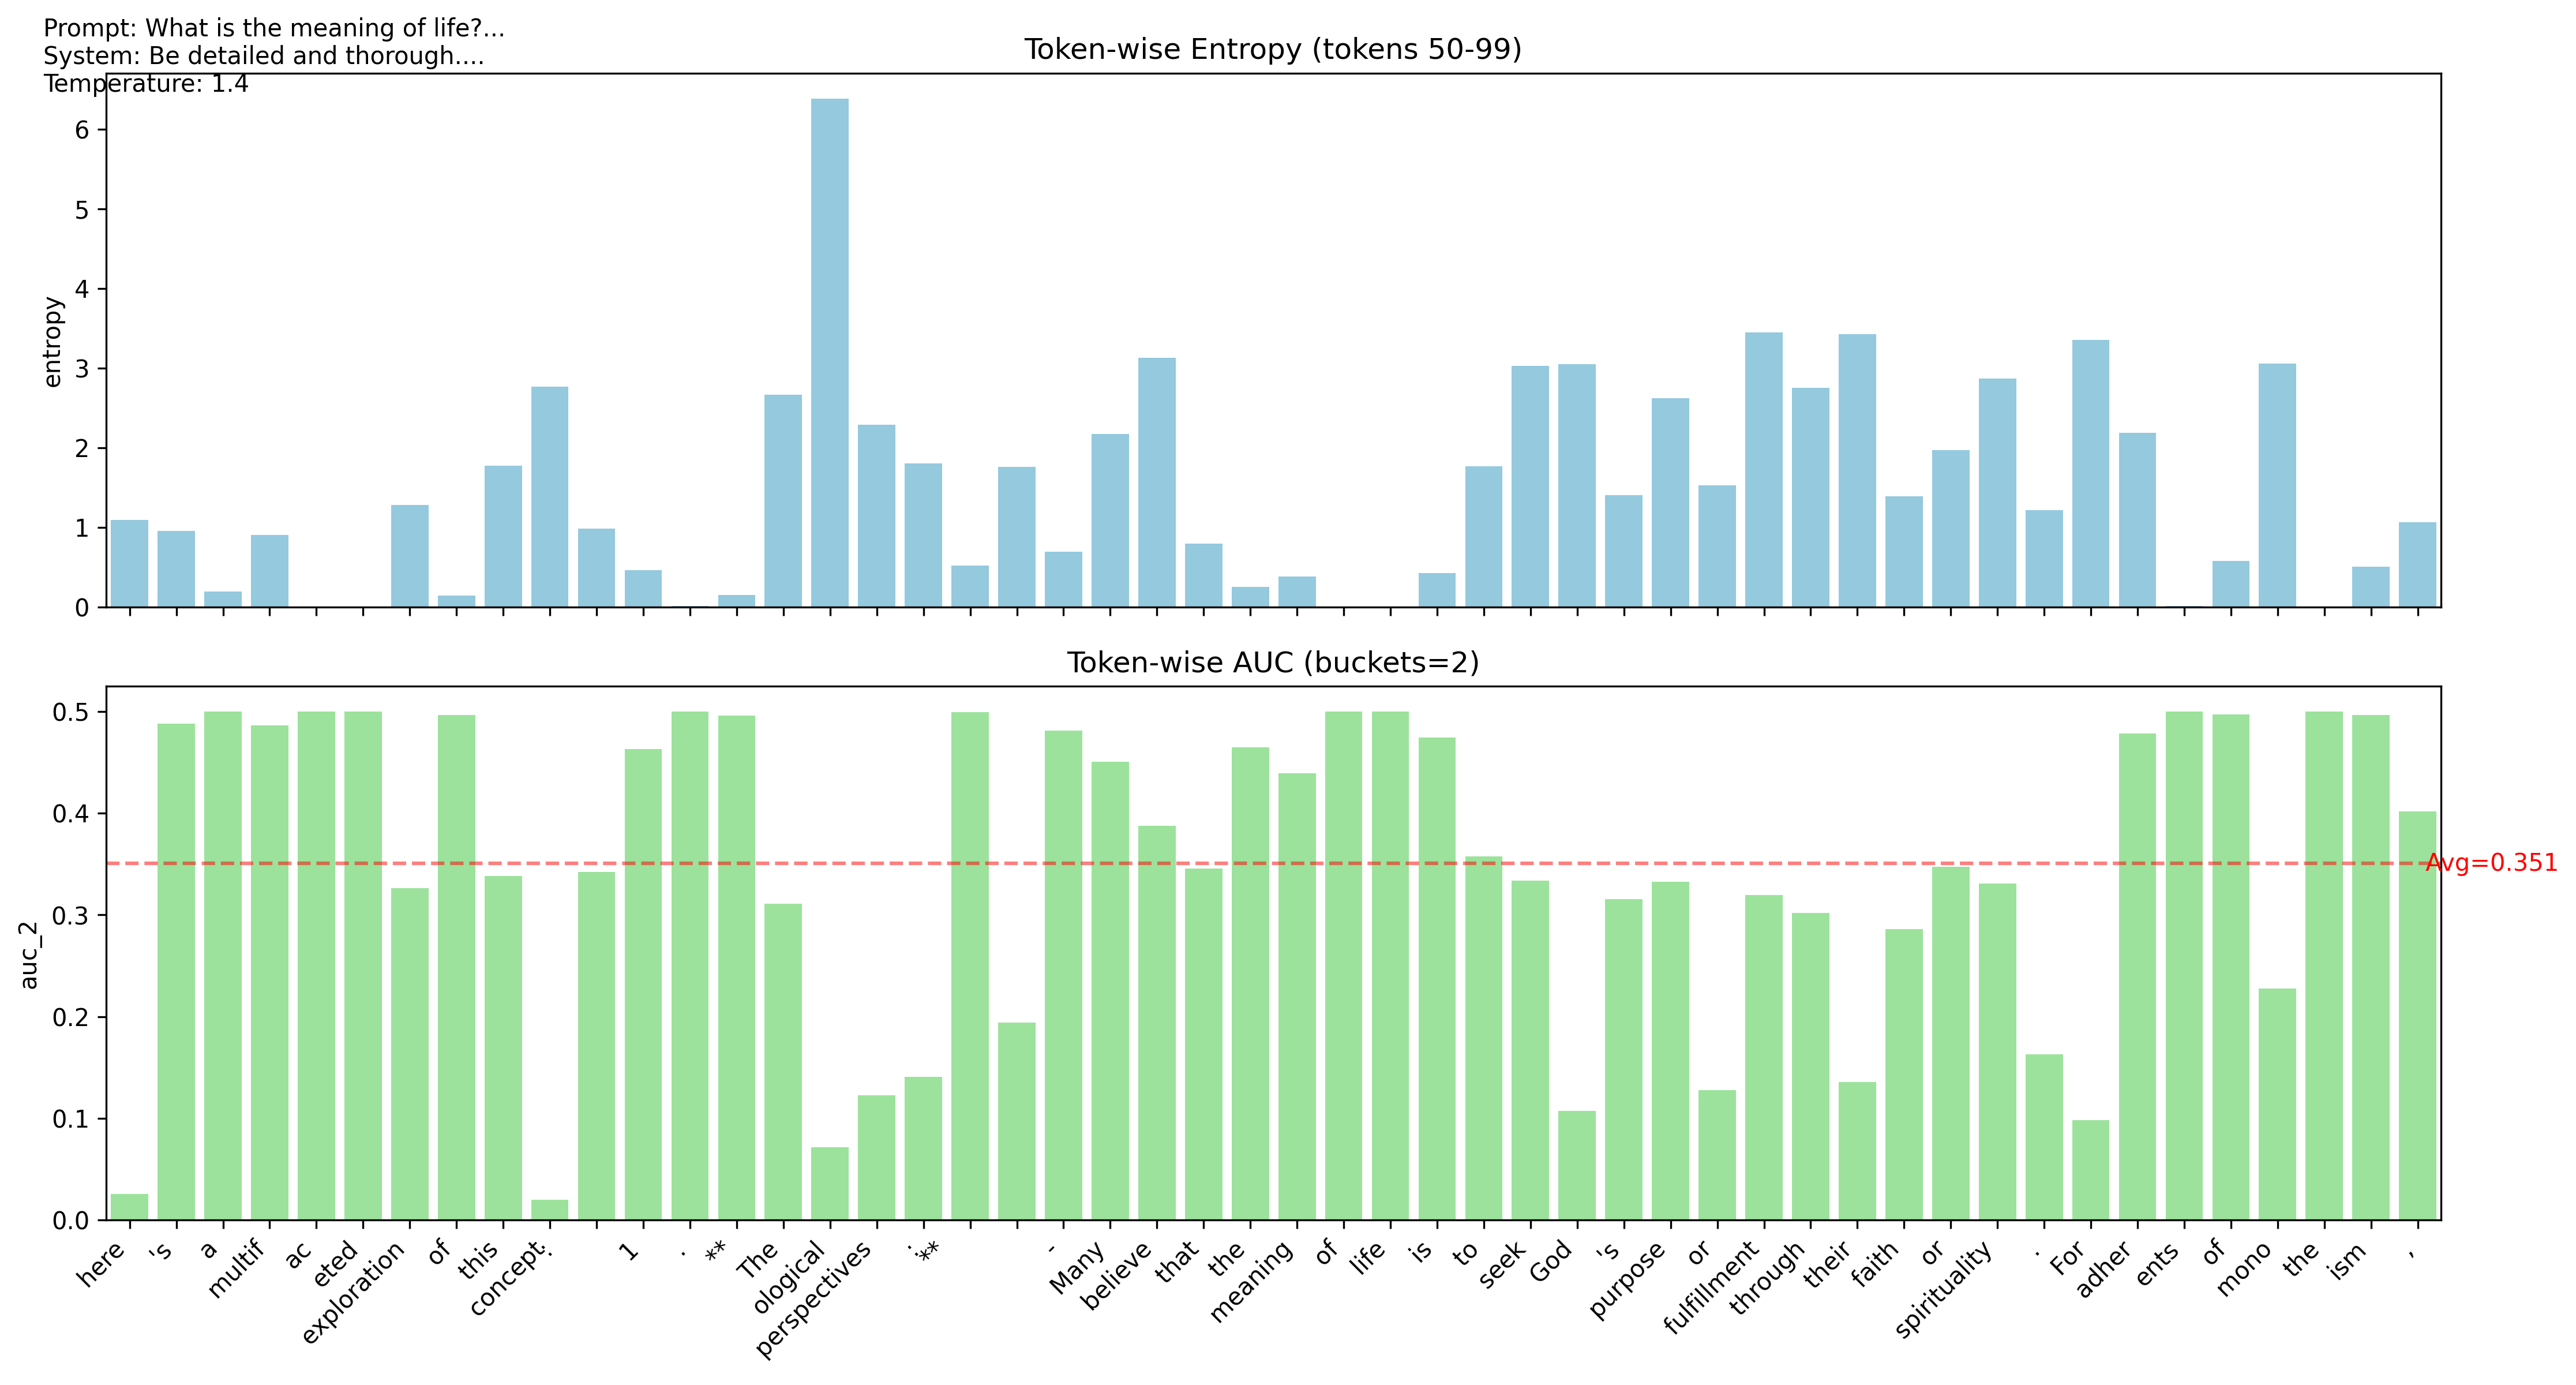 Prompt: What is the meaning of life?...
System: Be detailed and thorough....
Temperature: 1.4
Token-wise Entropy (tokens 50-99)
entropy
6
5
4
3
2
1
0
Token-wise AUC (buckets=2)
auc_2
0.5
0.4
0.3
0.2
0.1
0.0
Avg=0.351
here
's
a
multif
ac
eted
exploration
of
this
concept
:
1
.
**
The
ological
perspectives
:
**
-
Many
believe
that
the
meaning
of
life
is
to
seek
God
's
purpose
or
fulfillment
through
their
faith
or
spirituality
.
For
adher
ents
of
mono
the
ism
,